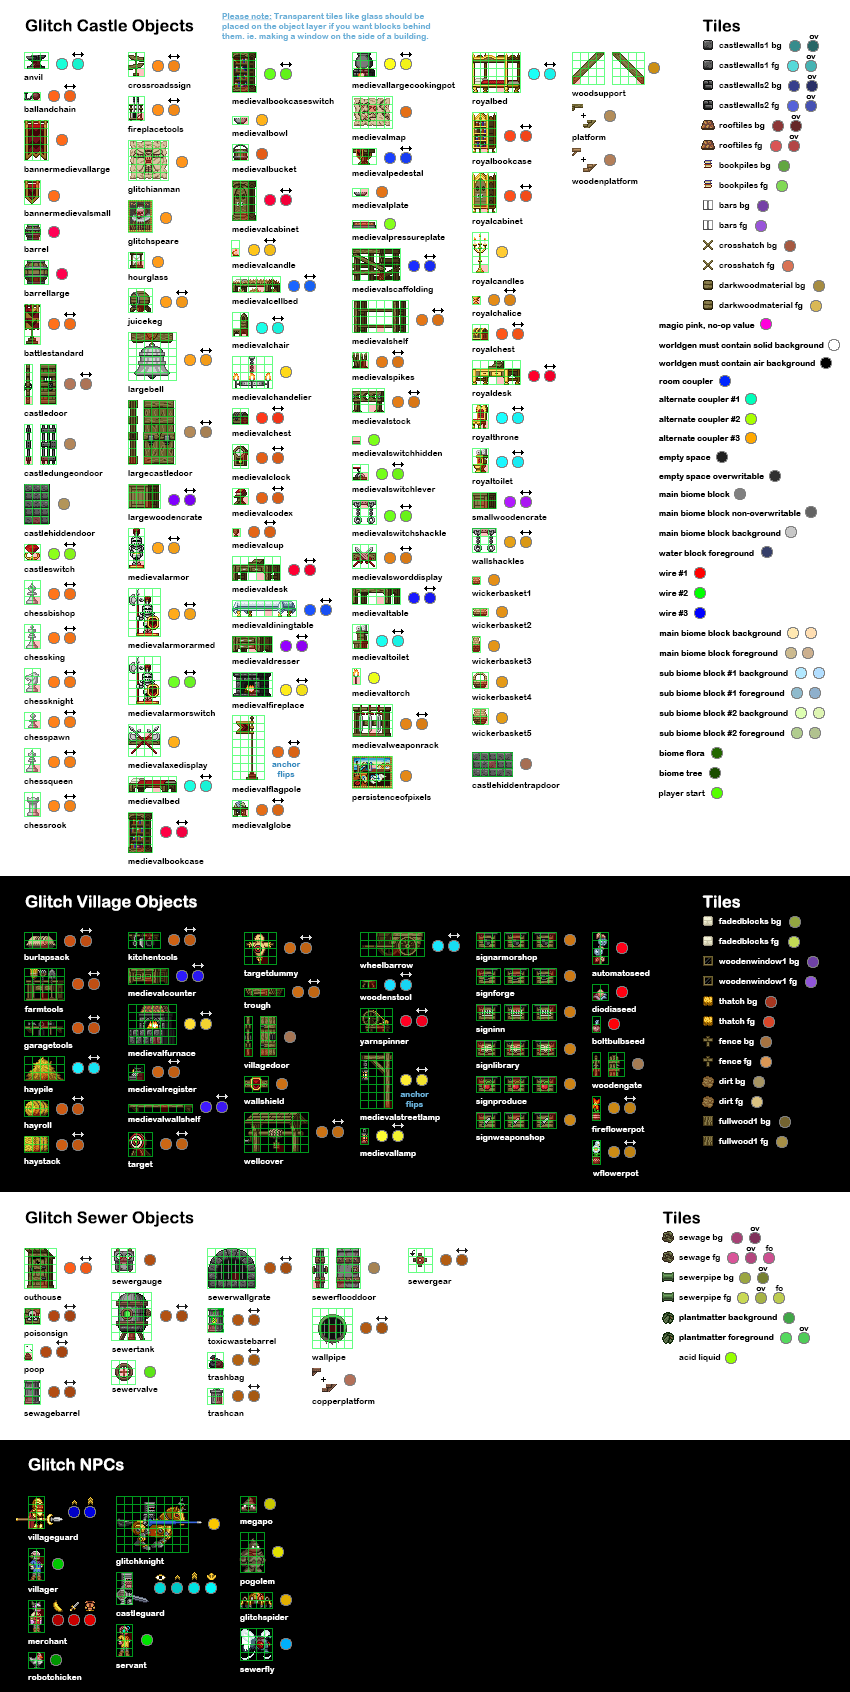 Glitch Castle Objects
Please note: Transparent tiles like glass should be
placed on the object layer if you want blocks behind
them. ie. making a window on the side of a building.
anvil
ballandchain
bannermedievallarge
bannermedievalsmall
barrel
barrellarge
battlestandard
castledoor
castledungeondoor
castlehiddendoor
castleswitch
chessbishop
chessking
chessknight
chesspawn
chessqueen
chessrook
crossroadssign
fireplacetools
glitchianman
glitchspeare
hourglass
juicekeg
largebell
largecastledoor
largewoodencrate
medievalarmor
medievalarmorarmed
medievalarmorswitch
medievalaxedisplay
medievalbed
medievalbookcase
medievalbookcaseswitch
medievalbowl
medievalbucket
medievalcabinet
medievalcandle
medievalcellbed
medievalchair
medievalchandelier
medievalchest
medievalclock
medievalcodex
medievalcup
medievaldesk
medievaldiningtable
medievaldresser
medievalfireplace
anchor
flips
medievalflagpole
medievalglobe
medievallargecookingpot
medievalmap
medievalpedestal
medievalplate
medievalpressureplate
medievalscaffolding
medievalshelf
medievalspikes
medievalstock
medievalswitchhidden
medievalswitchlever
medievalswitchshackle
medievalsworddisplay
medievaltable
medievaltoilet
medievaltorch
medievalweaponrack
persistenceofpixels
royalbed
royalbookcase
royalcabinet
royalcandles
royalchalice
royalchest
royaldesk
royalthrone
royaltoilet
smallwoodencrate
wallshackles
wickerbasket1
wickerbasket2
wickerbasket3
wickerbasket4
wickerbasket5
castlehiddentrapdoor
woodsupport
+
platform
+
woodenplatform
Tiles
ov
castlewalls1 bg
ov
castlewalls1 fg
ov
castlewalls2 bg
ov
castlewalls2 fg
ov
rooftiles bg
ov
rooftiles fg
bookpiles bg
bookpiles fg
bars bg
bars fg
crosshatch bg
crosshatch fg
darkwoodmaterial bg
darkwoodmaterial fg
magic pink, no-op value
worldgen must contain solid background
worldgen must contain air background
room coupler
alternate coupler #1
alternate coupler #2
alternate coupler #3
empty space
empty space overwritable
main biome block
main biome block non-overwritable
main biome block background
water block foreground
wire #1
wire #2
wire #3
main biome block background
main biome block foreground
sub biome block #1 background
sub biome block #1 foreground
sub biome block #2 background
sub biome block #2 foreground
biome flora
biome tree
player start
Glitch Village Objects
burlapsack
farmtools
garagetools
haypile
hayroll
haystack
kitchentools
medievalcounter
medievalfurnace
medievalregister
medievalwallshelf
target
targetdummy
trough
villagedoor
wallshield
wellcover
wheelbarrow
woodenstool
yarnspinner
anchor
flips
medievalstreetlamp
medievallamp
signarmorshop
signforge
signinn
signlibrary
signproduce
signweaponshop
automatoseed
diodiaseed
boltbulbseed
woodengate
fireflowerpot
wflowerpot
Tiles
fadedblocks bg
fadedblocks fg
woodenwindow1 bg
woodenwindow1 fg
thatch bg
thatch fg
fence bg
fence fg
dirt bg
dirt fg
fullwood1 bg
fullwood1 fg
Glitch Sewer Objects
outhouse
poisonsign
poop
sewagebarrel
sewergauge
sewertank
sewervalve
sewerwallgrate
toxicwastebarrel
trashbag
trashcan
sewerflooddoor
wallpipe
+
copperplatform
sewergear
Tiles
ov
sewage bg
ov fo
sewage fg
ov
sewerpipe bg
ov fo
sewerpipe fg
plantmatter background
ov
plantmatter foreground
acid liquid
Glitch NPCs
villageguard
villager
merchant
robotchicken
glitchknight
castleguard
servant
megapo
pogolem
glitchspider
sewerfly